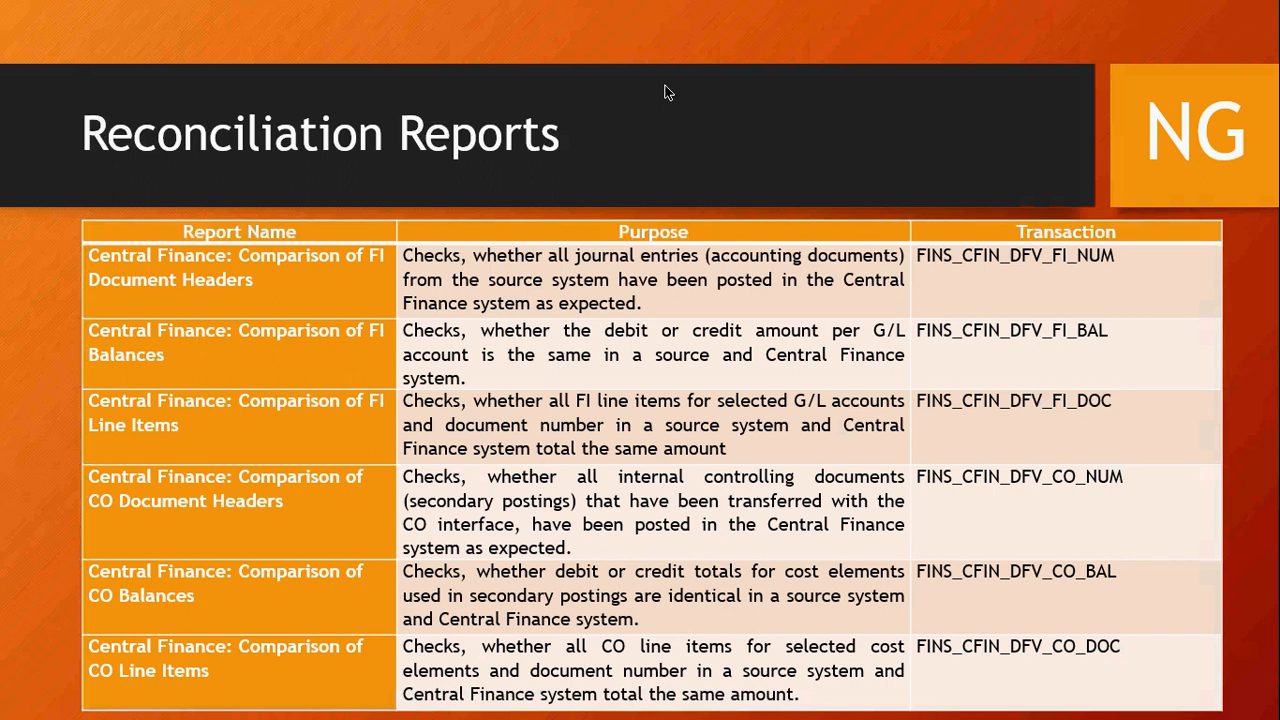 Reconciliation Reports
NG
Report Name
Purpose
Transaction
Central Finance: Comparison of FI
Document Headers
Checks, whether all journal entries (accounting documents)
from the source system have been posted in the Central
Finance system as expected.
FINS_CFIN_DFV_FI_NUM
Central Finance: Comparison of FI
Balances
Checks, whether the debit or credit amount per G/L
account is the same in a source and Central Finance
system.
FINS_CFIN_DFV_FI_BAL
Central Finance: Comparison of FI
Line Items
Checks, whether all FI line items for selected G/L accounts
and document number in a source system and Central
Finance system total the same amount
FINS_CFIN_DFV_FI_DOC
Central Finance: Comparison of
CO Document Headers
Checks, whether all internal controlling documents
(secondary postings) that have been transferred with the
CO interface, have been posted in the Central Finance
system as expected.
FINS_CFIN_DFV_CO_NUM
Central Finance: Comparison of
CO Balances
Checks, whether debit or credit totals for cost elements
used in secondary postings are identical in a source system
and Central Finance system.
FINS_CFIN_DFV_CO_BAL
Central Finance: Comparison of
CO Line Items
Checks, whether all CO line items for selected cost
elements and document number in a source system and
Central Finance system total the same amount.
FINS_CFIN_DFV_CO_DOC